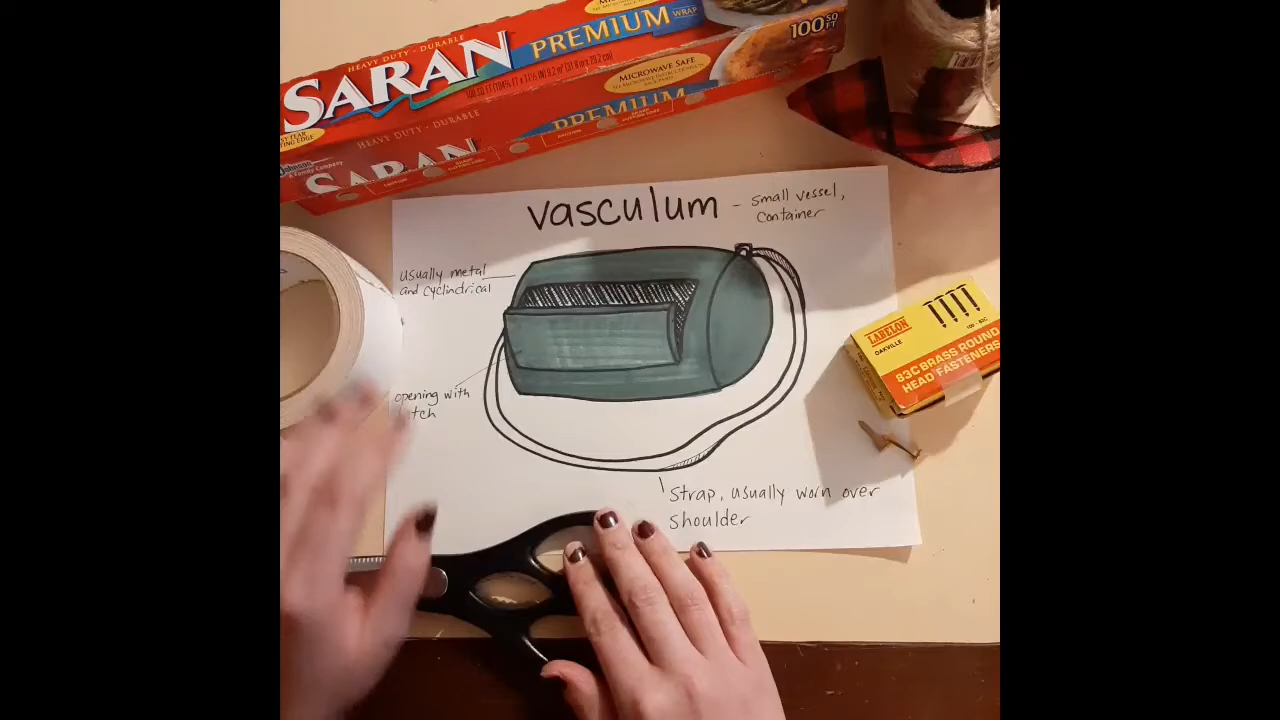 HEAVY DUTY · DURABLE
SARAN PREMIUM WRAP
100 SQ FT
MICROWAVE SAFE
HEAVY DUTY · DURABLE
PREMIUM
SARAN
vasculum - small vessel,
container
usually metal
and cyclindrical
opening with
strap, usually worn over
shoulder
LABELON
OAKVILLE
83C BRASS ROUND
HEAD FASTENERS